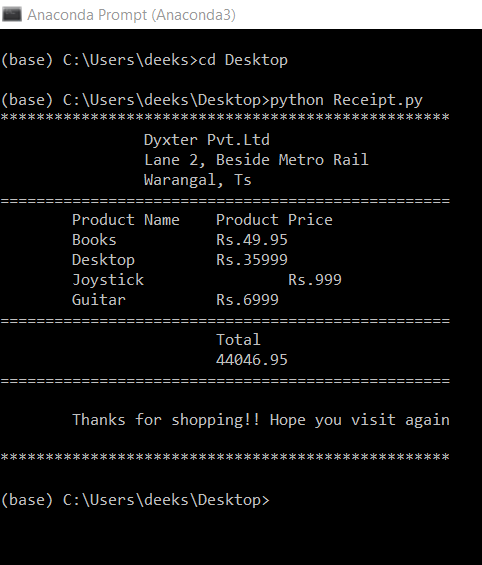 Anaconda Prompt (Anaconda3)
(base) C:\Users\deeks>cd Desktop
(base) C:\Users\deeks\Desktop>python Receipt.py
**************************************************
Dyxter Pvt.Ltd
Lane 2, Beside Metro Rail
Warangal, Ts
==================================================
Product Name    Product Price
Books           Rs.49.95
Desktop         Rs.35999
Joystick                Rs.999
Guitar          Rs.6999
==================================================
Total
44046.95
==================================================
Thanks for shopping!! Hope you visit again
**************************************************
(base) C:\Users\deeks\Desktop>